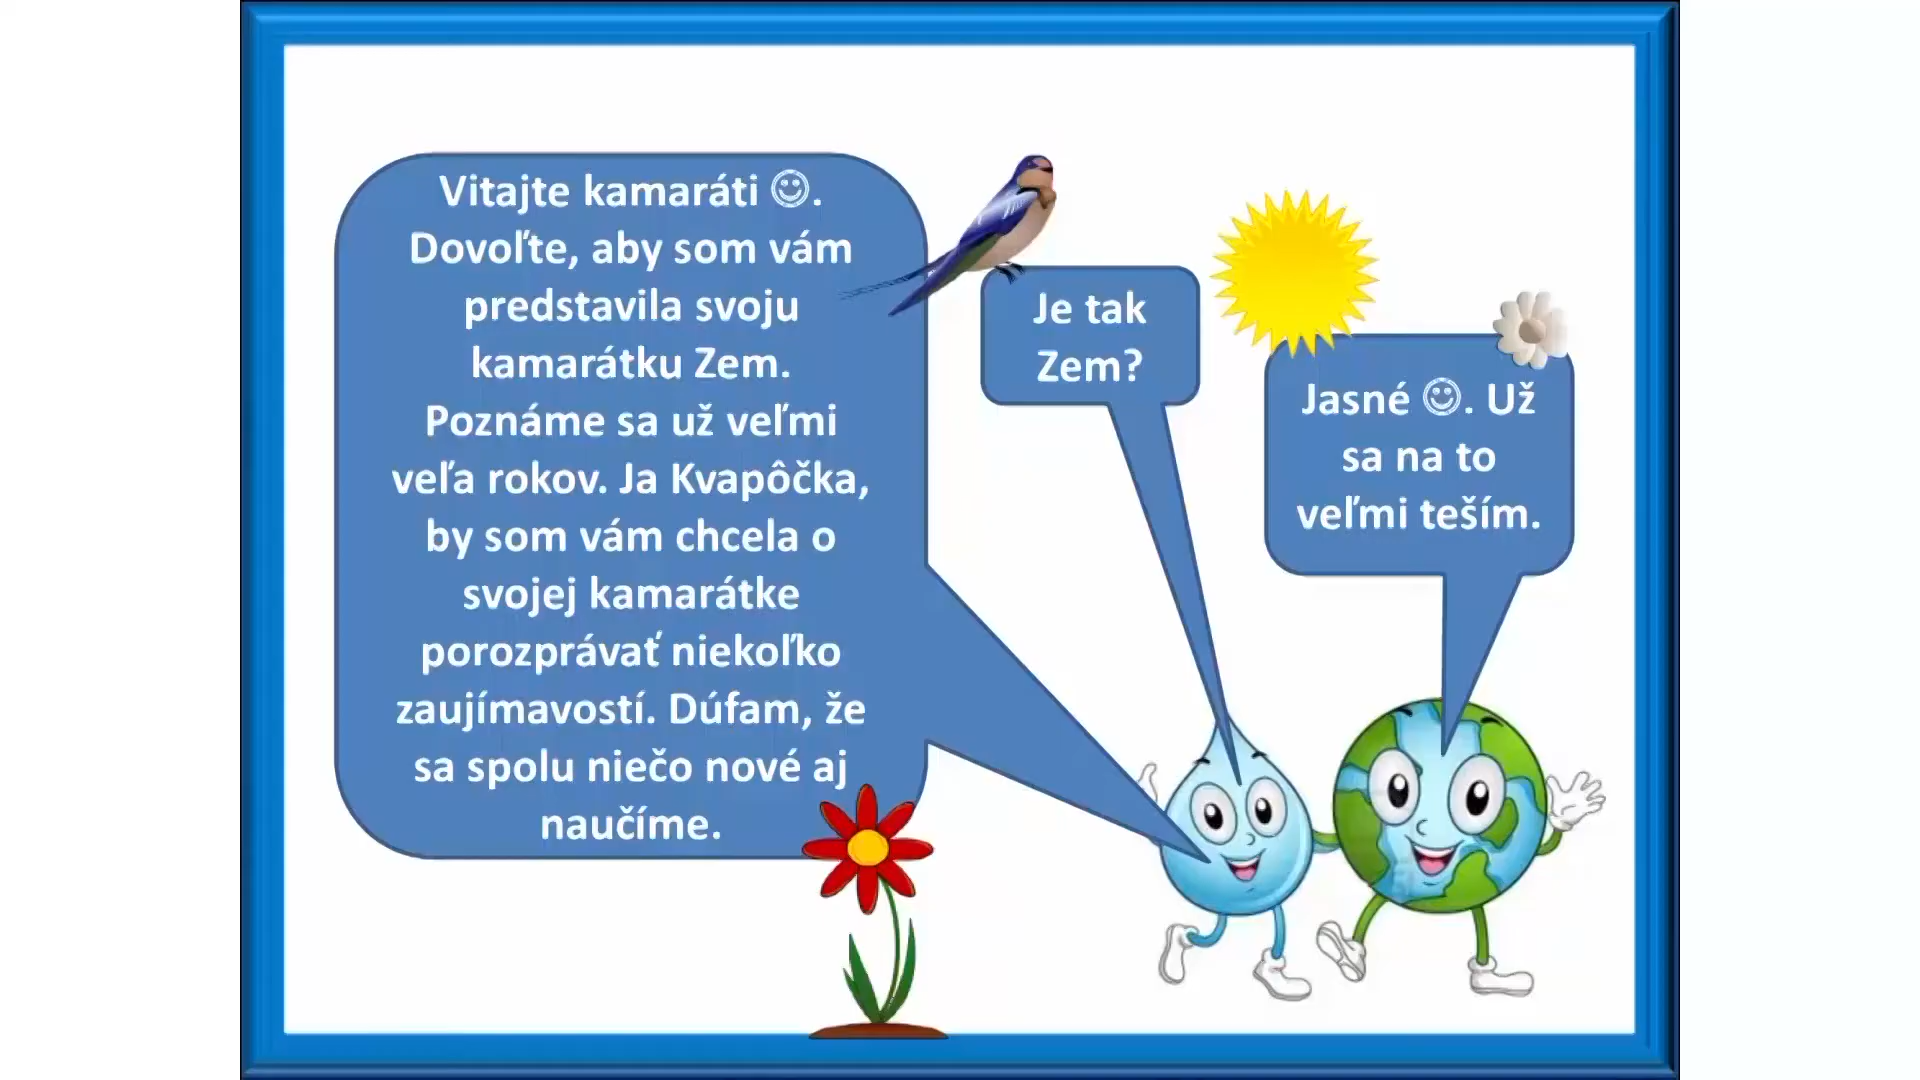 Vitajte kamaráti ☺.
Dovoľte, aby som vám
predstavila svoju
kamarátku Zem.
Poznáme sa už veľmi
veľa rokov. Ja Kvapôčka,
by som vám chcela o
svojej kamarátke
porozprávať niekoľko
zaujímavostí. Dúfam, že
sa spolu niečo nové aj
naučíme.
Je tak
Zem?
Jasné ☺. Už
sa na to
veľmi teším.